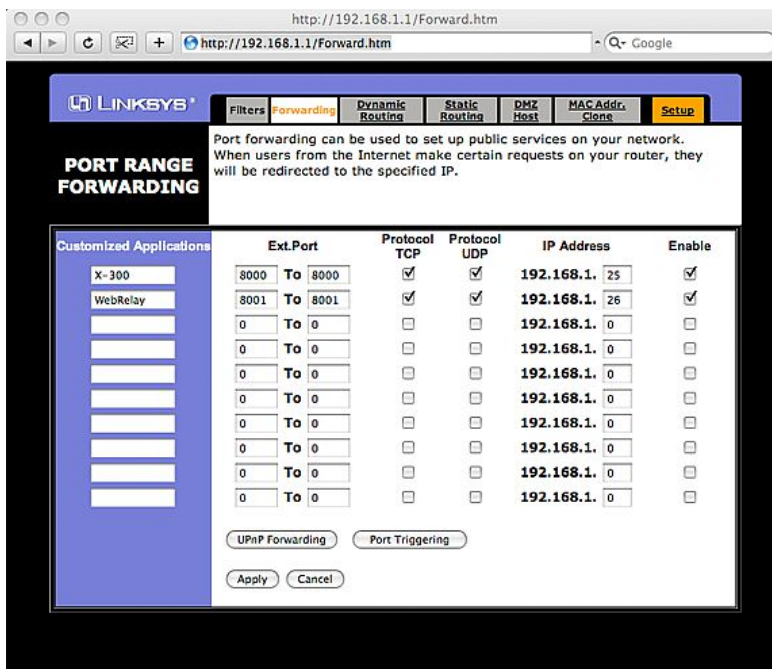 http://192.168.1.1/Forward.htm
http://192.168.1.1/Forward.htm
Google
LINKSYS®
Filters Forwarding Dynamic Routing Static Routing DMZ Host MAC Addr. Clone Setup
PORT RANGE FORWARDING
Port forwarding can be used to set up public services on your network.
When users from the Internet make certain requests on your router, they
will be redirected to the specified IP.
Customized Applications Ext.Port Protocol TCP Protocol UDP IP Address Enable
X-300 8000 To 8000 192.168.1. 25
WebRelay 8001 To 8001 192.168.1. 26
0 To 0 192.168.1. 0
0 To 0 192.168.1. 0
0 To 0 192.168.1. 0
0 To 0 192.168.1. 0
0 To 0 192.168.1. 0
0 To 0 192.168.1. 0
0 To 0 192.168.1. 0
0 To 0 192.168.1. 0
UPnP Forwarding Port Triggering
Apply Cancel